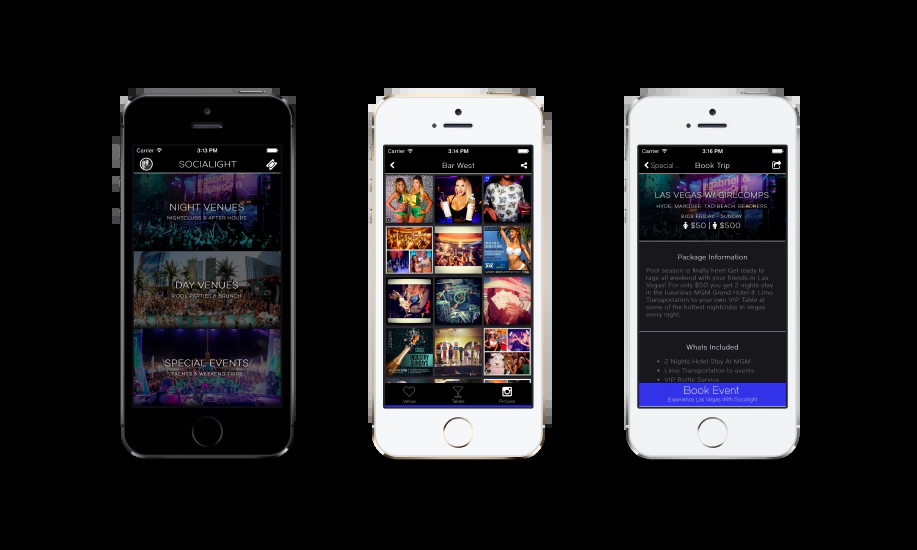 Carrier
3:13 PM
SOCIALIGHT
NIGHT VENUES
NIGHTCLUBS & AFTER HOURS
DAY VENUES
POOL PARTIES & BRUNCH
SPECIAL EVENTS
YACHTS & WEEKEND TRIPS
Carrier
3:14 PM
Bar West
Venue
Tables
Pictures
Carrier
3:16 PM
Special ...
Book Trip
LAS VEGAS W/ GIRLCOMPS
HYDE, MARQUEE, TAO BEACH, BEACHERS
8/08 FRIDAY - SUNDAY
$50 | $500
Package Information
Pool season is finally here! Get ready to
rage all weekend with your friends in Las
Vegas! For only $50 you get 2 nights stay
in the luxurious MGM Grand Hotel & Limo
Transportation to your own VIP Table at
some of the hottest nightclubs in Vegas
every night.
Whats Included
• 2 Nights Hotel Stay At MGM
• Limo Transportation to events
• VIP Bottle Service
Book Event
Experience Las Vegas With Socialight